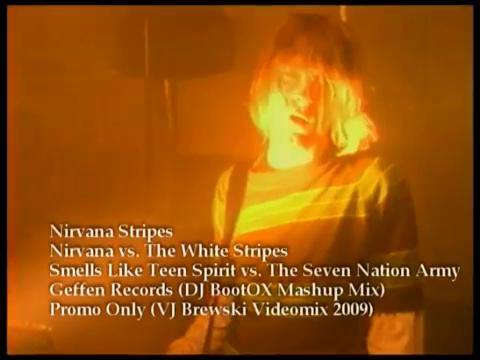 Nirvana Stripes
Nirvana vs. The White Stripes
Smells Like Teen Spirit vs. The Seven Nation Army
Geffen Records (DJ BootOX Mashup Mix)
Promo Only (VJ Brewski Videomix 2009)